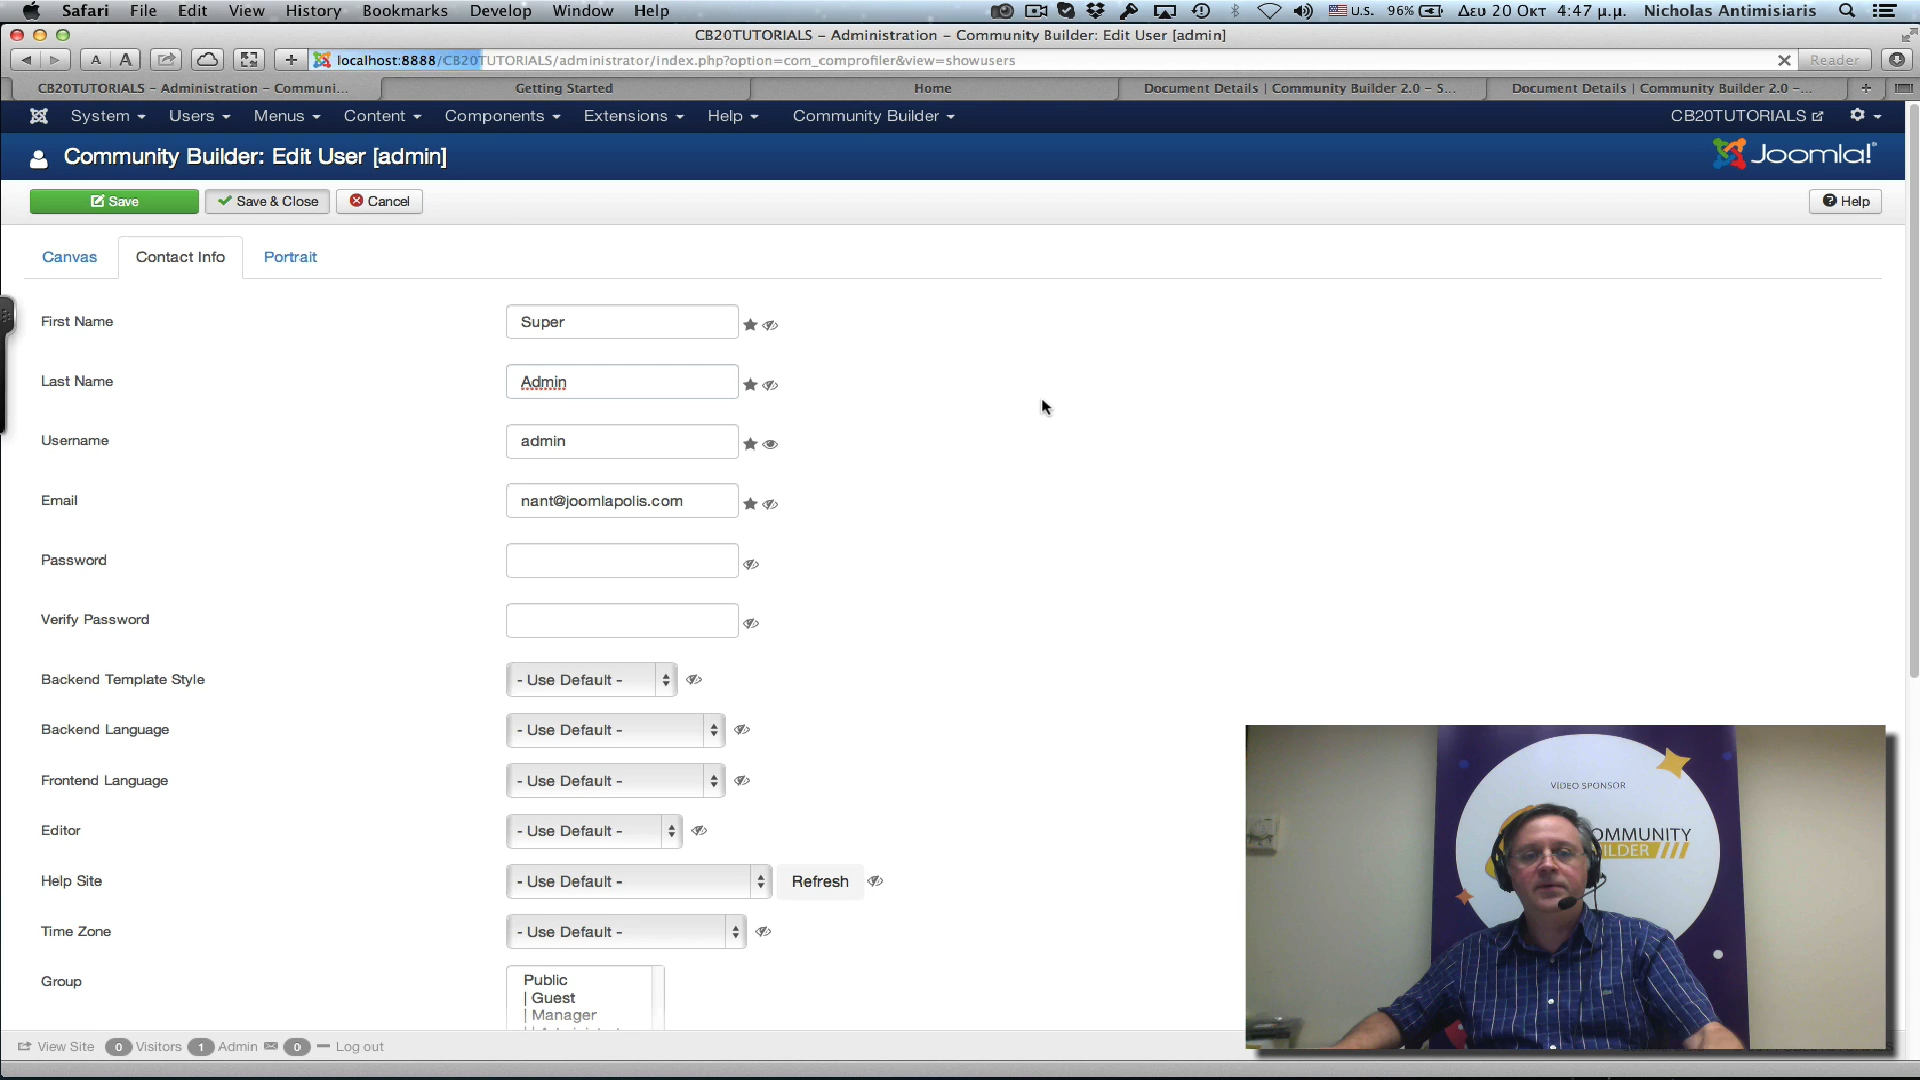 Safari File Edit View History Bookmarks Develop Window Help U.S. 96% Δευ 20 Οκτ 4:47 μ.μ. Nicholas Antimisiaris
CB20TUTORIALS – Administration – Community Builder: Edit User [admin]
A A + localhost:8888/CB20TUTORIALS/administrator/index.php?option=com_comprofiler&view=showusers Reader
CB20TUTORIALS – Administration – Communi... Getting Started Home Document Details | Community Builder 2.0 – S... Document Details | Community Builder 2.0 –... +
System Users Menus Content Components Extensions Help Community Builder CB20TUTORIALS
Community Builder: Edit User [admin] Joomla!
Save Save & Close Cancel Help
Canvas Contact Info Portrait
First Name Super
Last Name Admin
Username admin
Email nant@joomlapolis.com
Password
Verify Password
Backend Template Style - Use Default -
Backend Language - Use Default -
Frontend Language - Use Default -
Editor - Use Default -
Help Site - Use Default - Refresh
Time Zone - Use Default -
Group Public
| Guest
| Manager
VIDEO SPONSOR
OMMUNITY
ILDER
View Site 0 Visitors 1 Admin 0 Log out